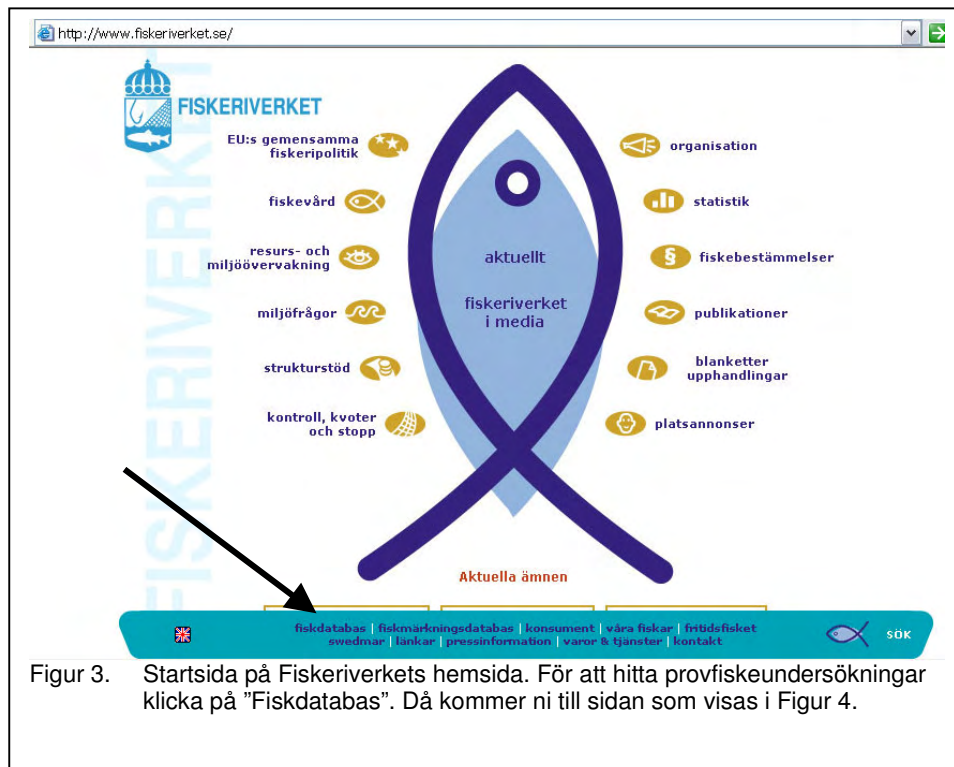 http://www.fiskeriverket.se/
FISKERIVERKET
FISKERIVERKET
EU:s gemensamma
fiskeripolitik
fiskevård
resurs- och
miljöövervakning
miljöfrågor
strukturstöd
kontroll, kvoter
och stopp
aktuellt
fiskeriverket
i media
organisation
statistik
§
fiskebestämmelser
publikationer
blanketter
upphandlingar
platsannonser
Aktuella ämnen
fiskdatabas | fiskmärkningsdatabas | konsument | våra fiskar | fritidsfisket
swedmar | länkar | pressinformation | varor & tjänster | kontakt
SÖK
Figur 3. Startsida på Fiskeriverkets hemsida. För att hitta provfiskeundersökningar
klicka på ”Fiskdatabas”. Då kommer ni till sidan som visas i Figur 4.